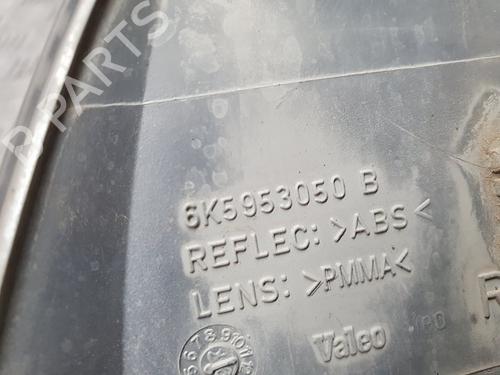 B-PARTS
6K5953050 B
REFLEC: >ABS<
LENS: >PMMA<
Valeo